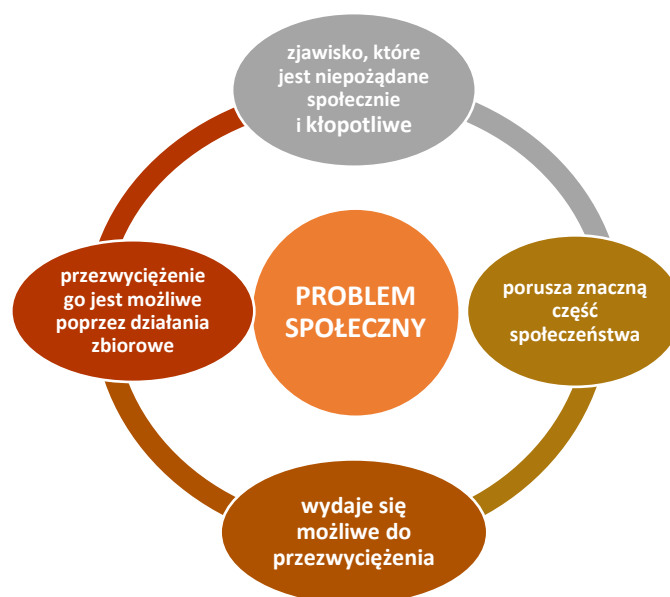 zjawisko, które
jest niepożądane
społecznie
i kłopotliwe
przezwyciężenie
go jest możliwe
poprzez działania
zbiorowe
PROBLEM
SPOŁECZNY
porusza znaczną
część
społeczeństwa
wydaje się
możliwe do
przezwyciężenia